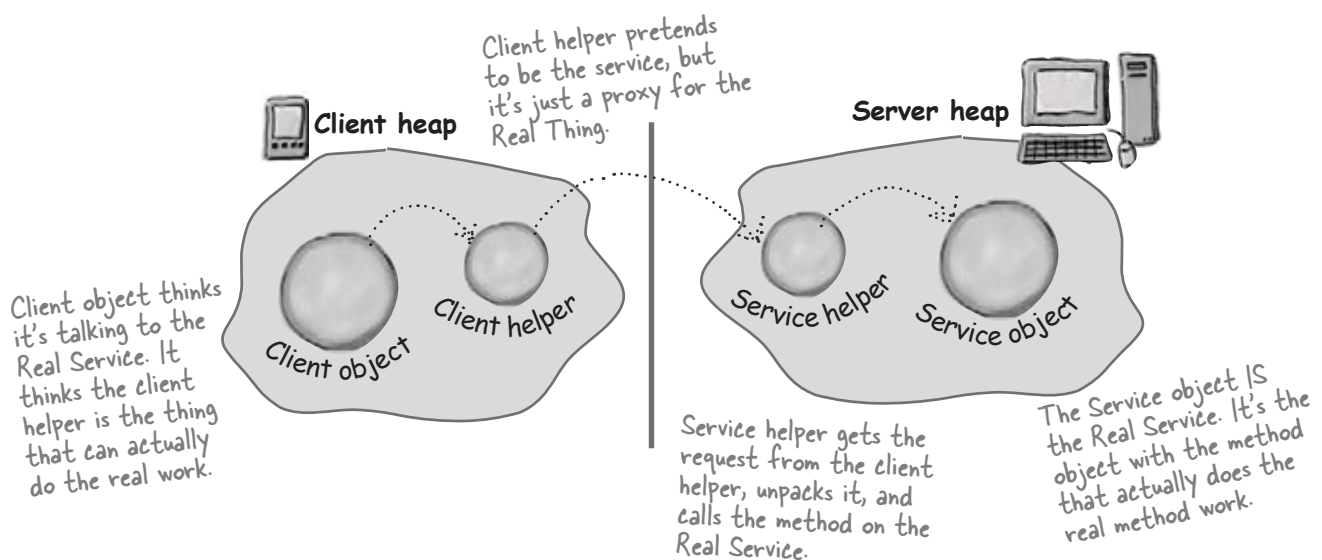 Client helper pretends
to be the service, but
it's just a proxy for the
Real Thing.
Client heap
Server heap
Client object
Client helper
Service helper
Service object
Client object thinks
it's talking to the
Real Service. It
thinks the client
helper is the thing
that can actually
do the real work.
Service helper gets the
request from the client
helper, unpacks it, and
calls the method on the
Real Service.
The Service object IS
the Real Service. It's the
object with the method
that actually does the
real method work.